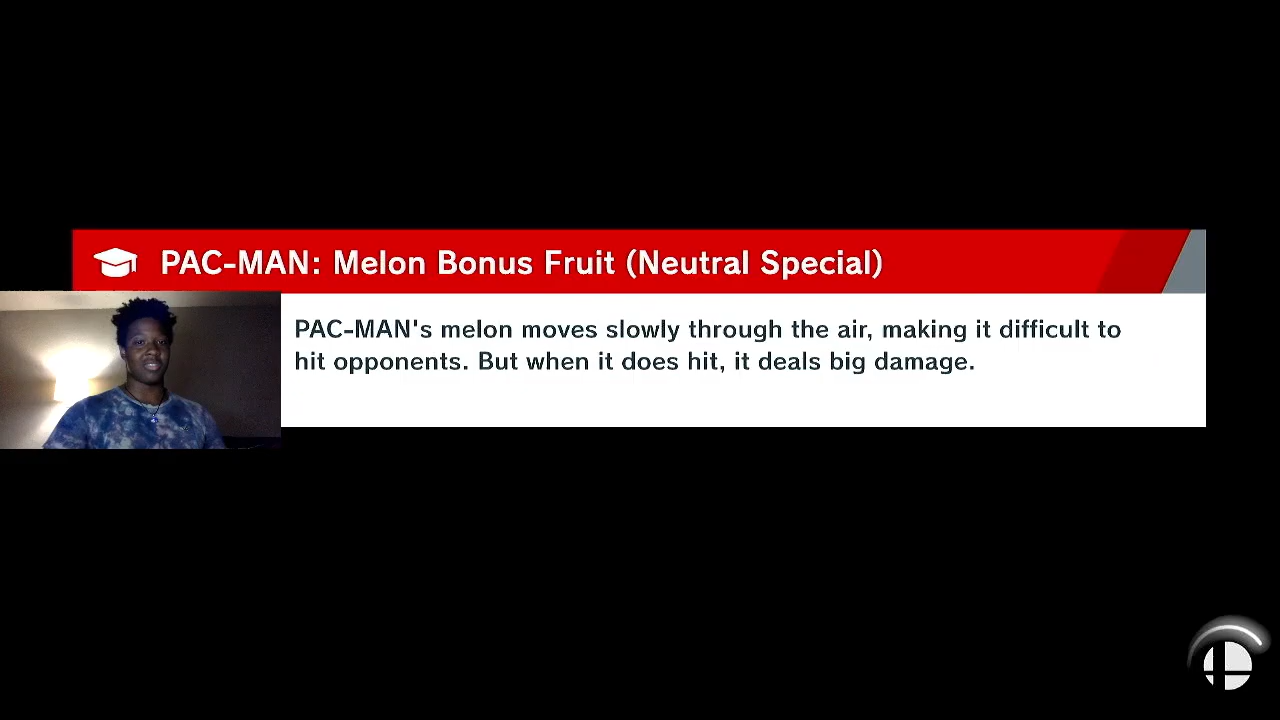 PAC-MAN: Melon Bonus Fruit (Neutral Special)
PAC-MAN's melon moves slowly through the air, making it difficult to
hit opponents. But when it does hit, it deals big damage.